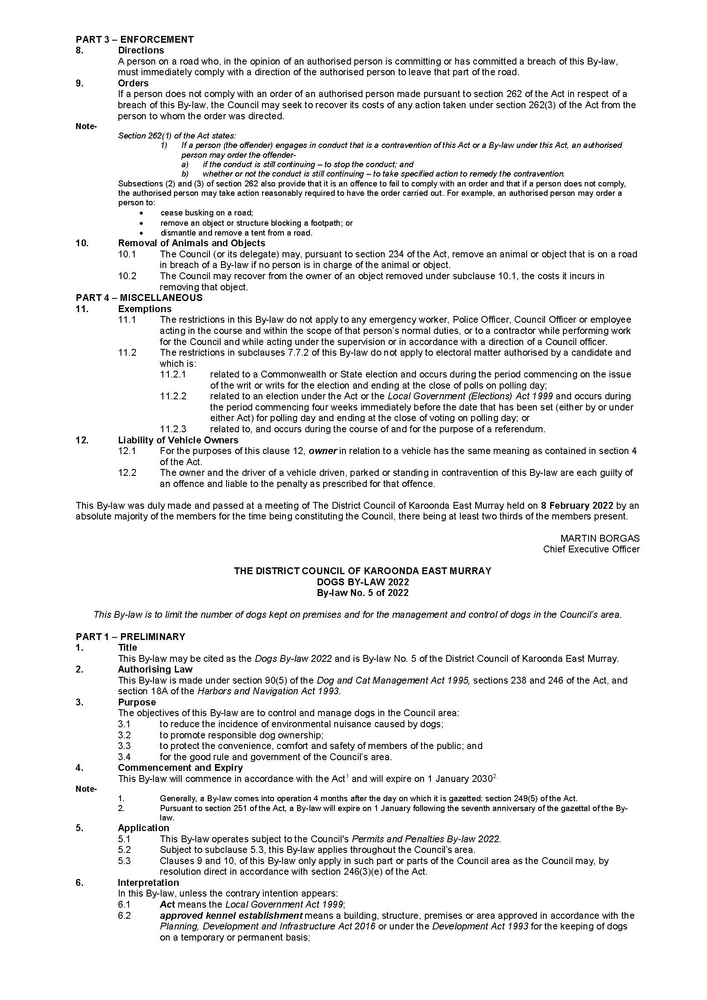 PART 3 – ENFORCEMENT
8. Directions
A person on a road who, in the opinion of an authorised person is committing or has committed a breach of this By-law,
must immediately comply with a direction of the authorised person to leave that part of the road.
9. Orders
If a person does not comply with an order of an authorised person made pursuant to section 262 of the Act in respect of a
breach of this By-law, the Council may seek to recover its costs of any action taken under section 262(3) of the Act from the
person to whom the order was directed.
Note-
Section 262(1) of the Act states:
1) If a person (the offender) engages in conduct that is a contravention of this Act or a By-law under this Act, an authorised
person may order the offender-
a) if the conduct is still continuing – to stop the conduct; and
b) whether or not the conduct is still continuing – to take specified action to remedy the contravention.
Subsections (2) and (3) of section 262 also provide that it is an offence to fail to comply with an order and that if a person does not comply,
the authorised person may take action reasonably required to have the order carried out. For example, an authorised person may order a
person to:
• cease busking on a road;
• remove an object or structure blocking a footpath; or
• dismantle and remove a tent from a road.
10. Removal of Animals and Objects
10.1 The Council (or its delegate) may, pursuant to section 234 of the Act, remove an animal or object that is on a road
in breach of a By-law if no person is in charge of the animal or object.
10.2 The Council may recover from the owner of an object removed under subclause 10.1, the costs it incurs in
removing that object.
PART 4 – MISCELLANEOUS
11. Exemptions
11.1 The restrictions in this By-law do not apply to any emergency worker, Police Officer, Council Officer or employee
acting in the course and within the scope of that person’s normal duties, or to a contractor while performing work
for the Council and while acting under the supervision or in accordance with a direction of a Council officer.
11.2 The restrictions in subclauses 7.7.2 of this By-law do not apply to electoral matter authorised by a candidate and
which is:
11.2.1 related to a Commonwealth or State election and occurs during the period commencing on the issue
of the writ or writs for the election and ending at the close of polls on polling day;
11.2.2 related to an election under the Act or the Local Government (Elections) Act 1999 and occurs during
the period commencing four weeks immediately before the date that has been set (either by or under
either Act) for polling day and ending at the close of voting on polling day; or
11.2.3 related to, and occurs during the course of and for the purpose of a referendum.
12. Liability of Vehicle Owners
12.1 For the purposes of this clause 12, owner in relation to a vehicle has the same meaning as contained in section 4
of the Act.
12.2 The owner and the driver of a vehicle driven, parked or standing in contravention of this By-law are each guilty of
an offence and liable to the penalty as prescribed for that offence.
This By-law was duly made and passed at a meeting of The District Council of Karoonda East Murray held on 8 February 2022 by an
absolute majority of the members for the time being constituting the Council, there being at least two thirds of the members present.
MARTIN BORGAS
Chief Executive Officer
THE DISTRICT COUNCIL OF KAROONDA EAST MURRAY
DOGS BY-LAW 2022
By-law No. 5 of 2022
This By-law is to limit the number of dogs kept on premises and for the management and control of dogs in the Council’s area.
PART 1 – PRELIMINARY
1. Title
This By-law may be cited as the Dogs By-law 2022 and is By-law No. 5 of the District Council of Karoonda East Murray.
2. Authorising Law
This By-law is made under section 90(5) of the Dog and Cat Management Act 1995, sections 238 and 246 of the Act, and
section 18A of the Harbors and Navigation Act 1993.
3. Purpose
The objectives of this By-law are to control and manage dogs in the Council area:
3.1 to reduce the incidence of environmental nuisance caused by dogs;
3.2 to promote responsible dog ownership;
3.3 to protect the convenience, comfort and safety of members of the public; and
3.4 for the good rule and government of the Council’s area.
4. Commencement and Expiry
This By-law will commence in accordance with the Act¹ and will expire on 1 January 2030².
Note-
1. Generally, a By-law comes into operation 4 months after the day on which it is gazetted: section 249(5) of the Act.
2. Pursuant to section 251 of the Act, a By-law will expire on 1 January following the seventh anniversary of the gazettal of the By-
law.
5. Application
5.1 This By-law operates subject to the Council's Permits and Penalties By-law 2022.
5.2 Subject to subclause 5.3, this By-law applies throughout the Council’s area.
5.3 Clauses 9 and 10, of this By-law only apply in such part or parts of the Council area as the Council may, by
resolution direct in accordance with section 246(3)(e) of the Act.
6. Interpretation
In this By-law, unless the contrary intention appears:
6.1 Act means the Local Government Act 1999;
6.2 approved kennel establishment means a building, structure, premises or area approved in accordance with the
Planning, Development and Infrastructure Act 2016 or under the Development Act 1993 for the keeping of dogs
on a temporary or permanent basis;